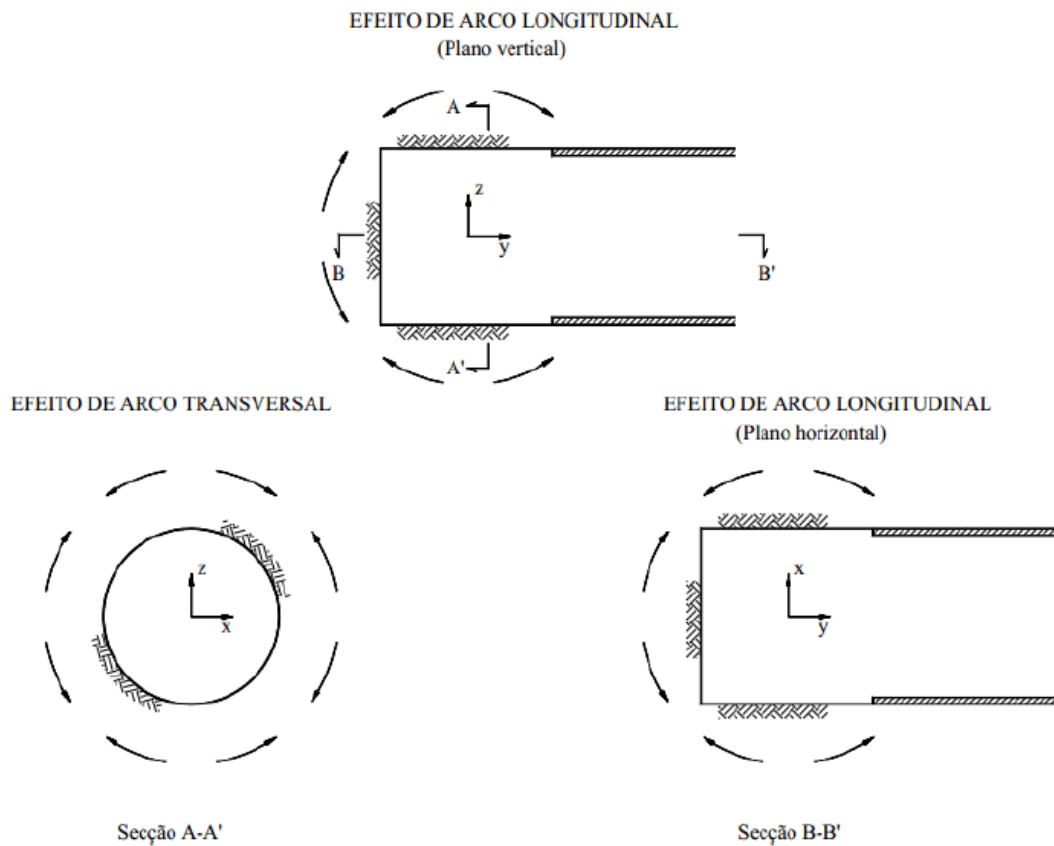 EFEITO DE ARCO LONGITUDINAL
(Plano vertical)
A
z
y
B
B'
A'
EFEITO DE ARCO TRANSVERSAL
EFEITO DE ARCO LONGITUDINAL
(Plano horizontal)
z
x
x
y
Secção A-A'
Secção B-B'